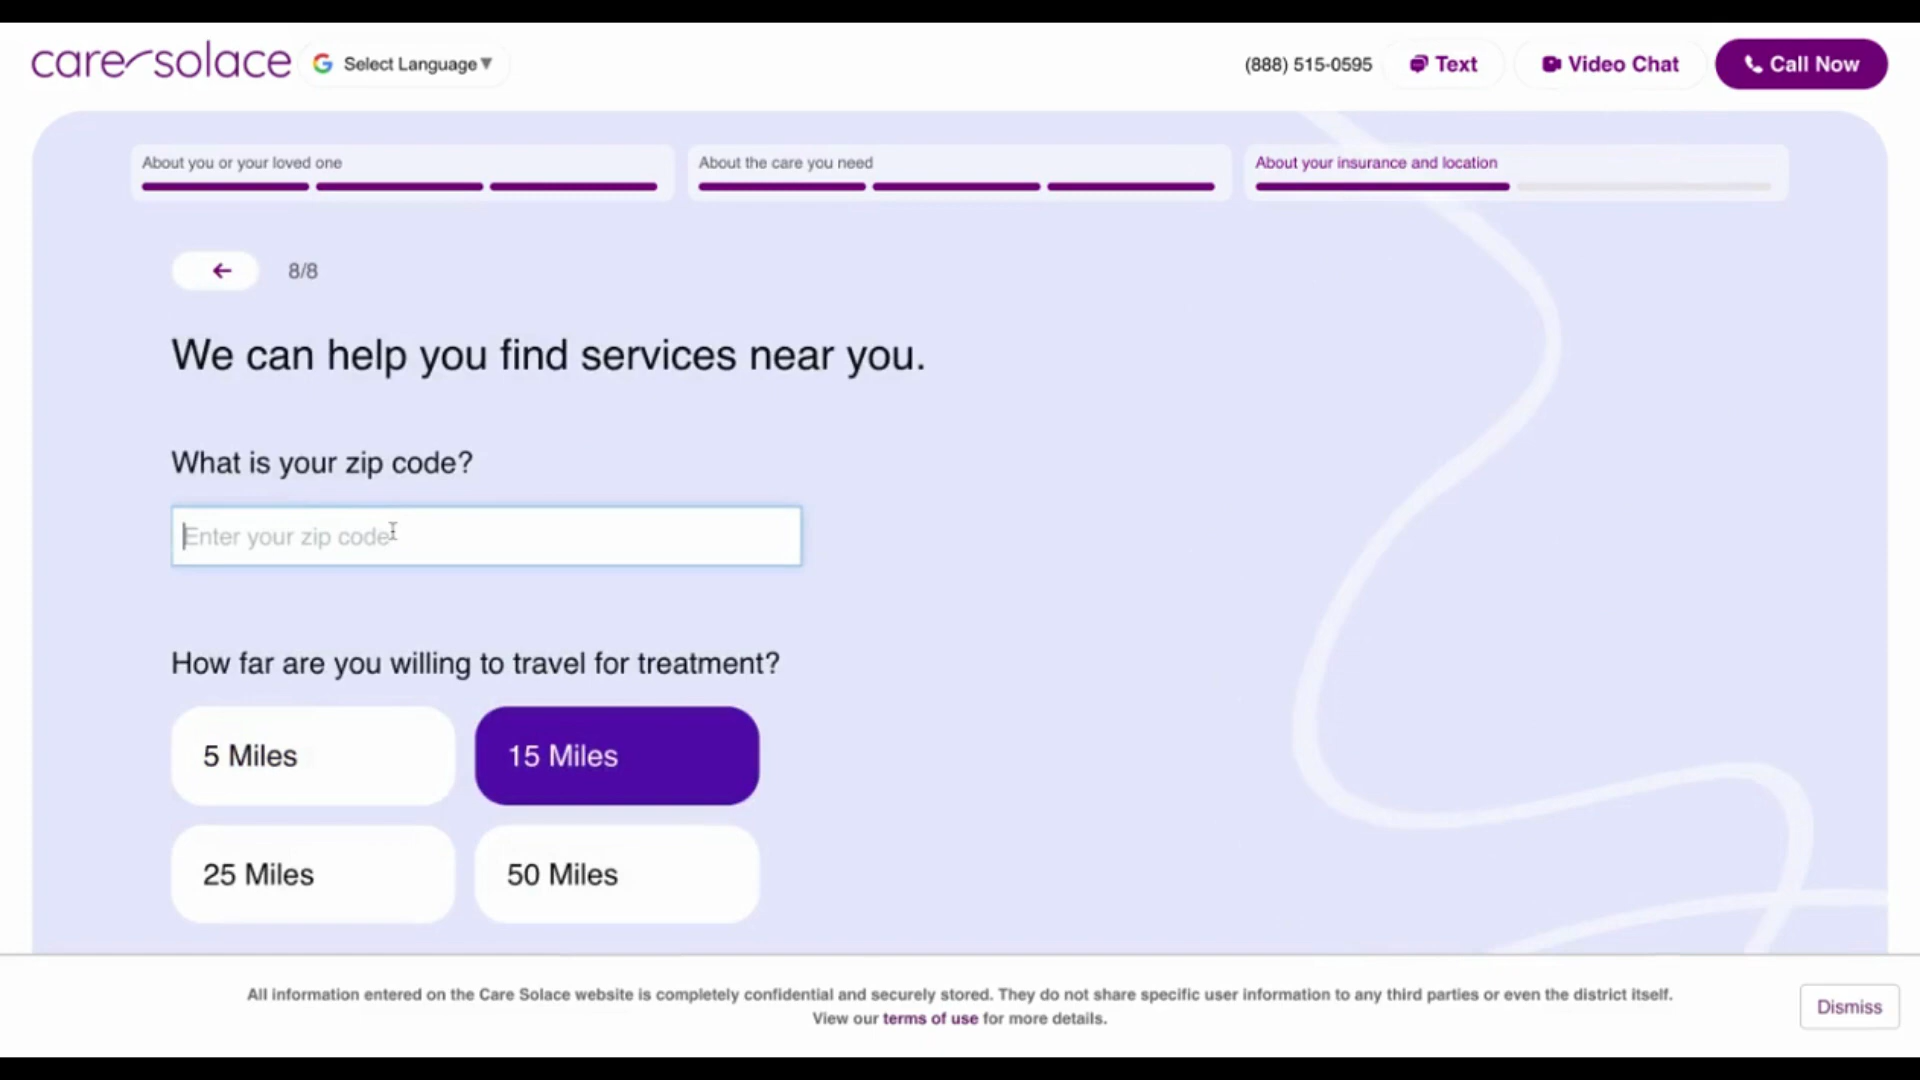 care solace
Select Language▼
(888) 515-0595
Text
Video Chat
Call Now
About you or your loved one
About the care you need
About your insurance and location
8/8
We can help you find services near you.
What is your zip code?
Enter your zip code
How far are you willing to travel for treatment?
5 Miles
15 Miles
25 Miles
50 Miles
All information entered on the Care Solace website is completely confidential and securely stored. They do not share specific user information to any third parties or even the district itself.
View our terms of use for more details.
Dismiss